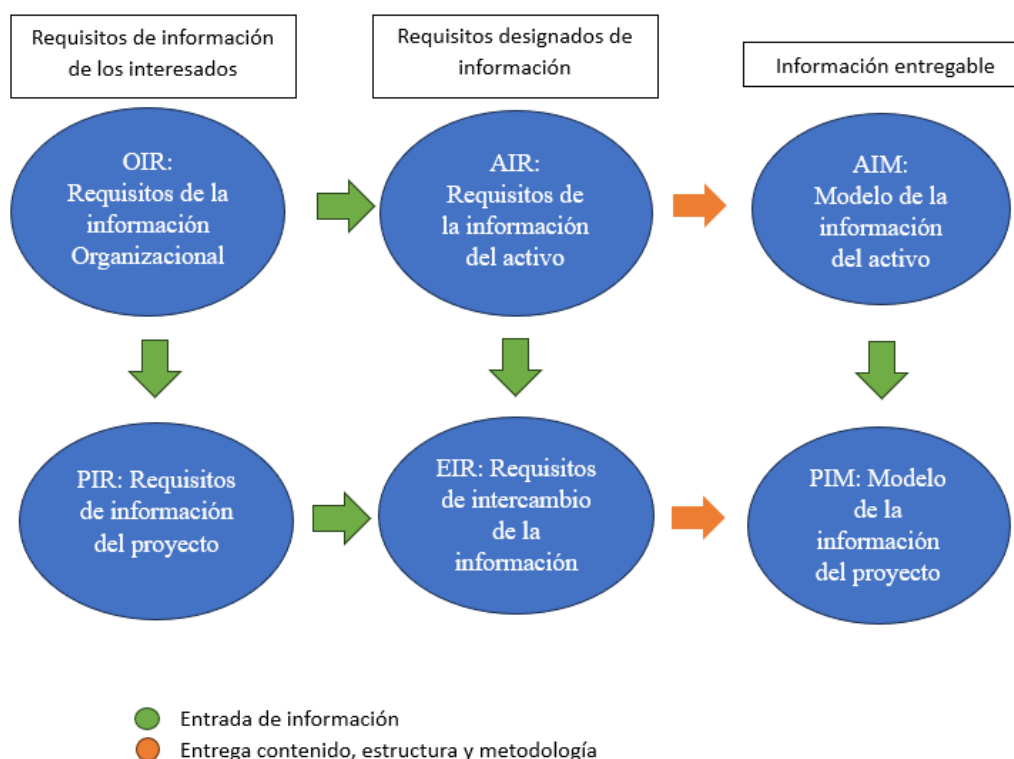 Requisitos de información
de los interesados
Requisitos designados de
información
Información entregable
OIR:
Requisitos de la
información
Organizacional
AIR:
Requisitos de
la información
del activo
AIM:
Modelo de la
información
del activo
PIR: Requisitos
de información
del proyecto
EIR: Requisitos
de intercambio
de la
información
PIM: Modelo
de la
información
del proyecto
Entrada de información
Entrega contenido, estructura y metodología